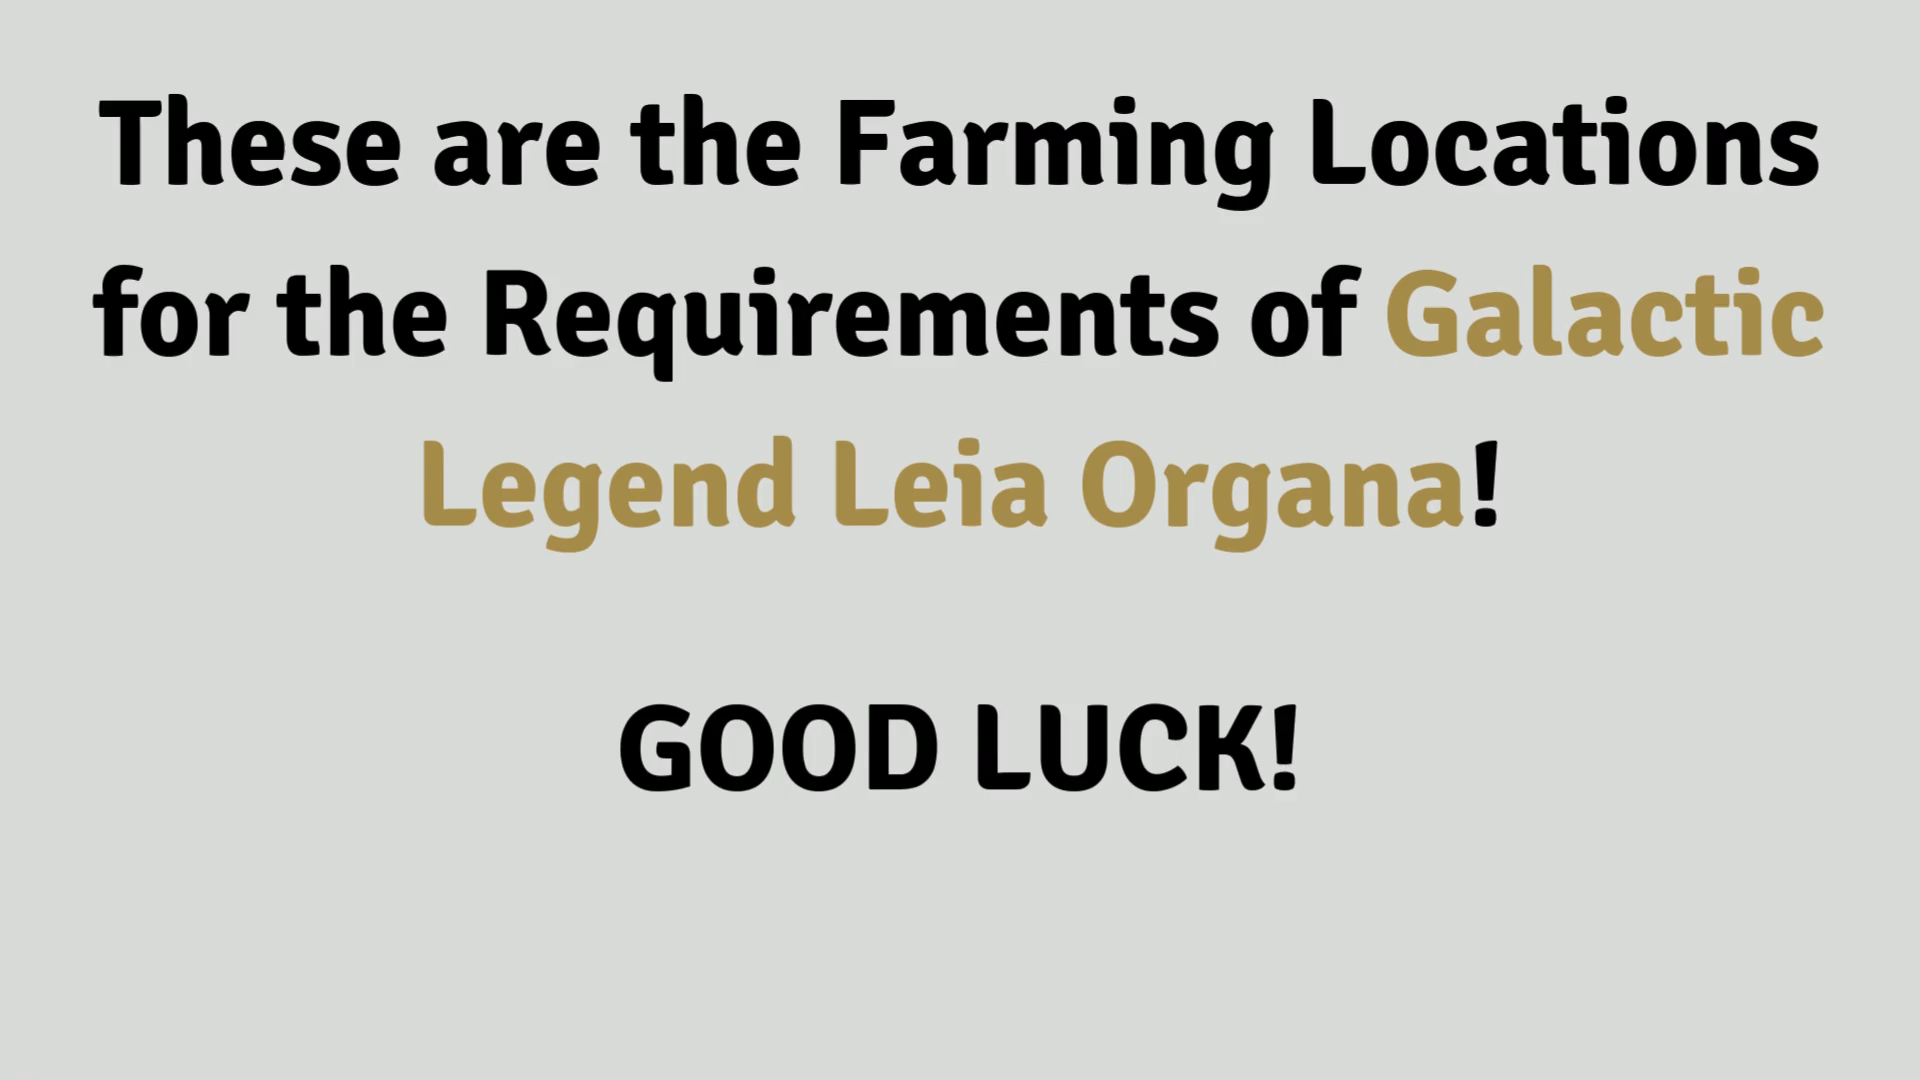 These are the Farming Locations
for the Requirements of Galactic
Legend Leia Organa!
GOOD LUCK!